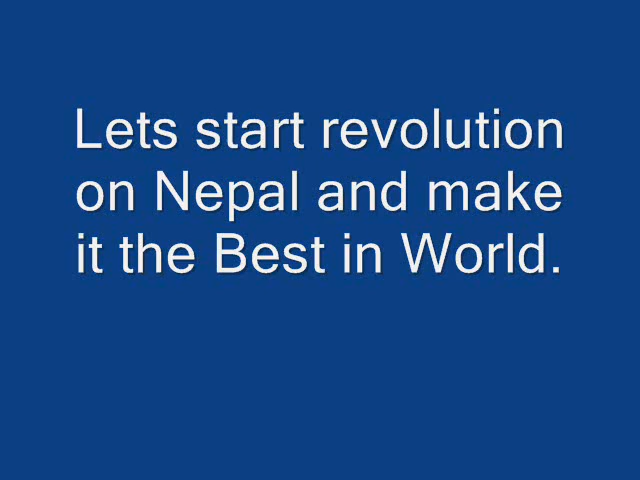 Lets start revolution
on Nepal and make
it the Best in World.